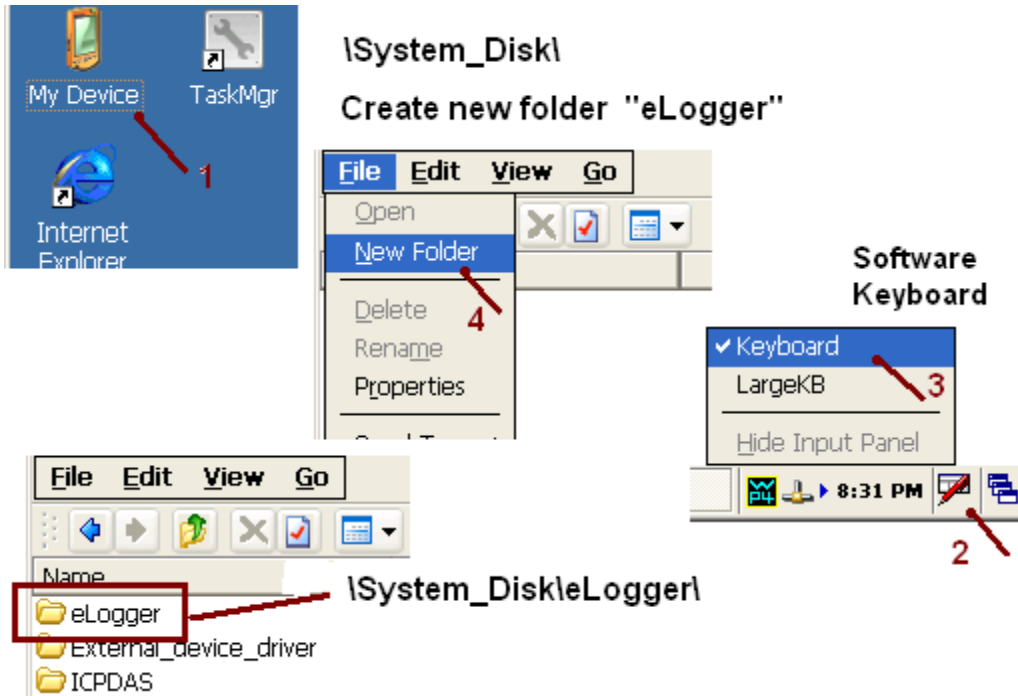 My Device
TaskMgr
1
Internet
Explorer
\System_Disk\
Create new folder "eLogger"
File Edit View Go
Open
New Folder
4
Delete
Rename
Properties
Software
Keyboard
Keyboard
LargeKB
3
Hide Input Panel
P4 8:31 PM
2
File Edit View Go
Name
eLogger
External_device_driver
ICPDAS
\System_Disk\eLogger\